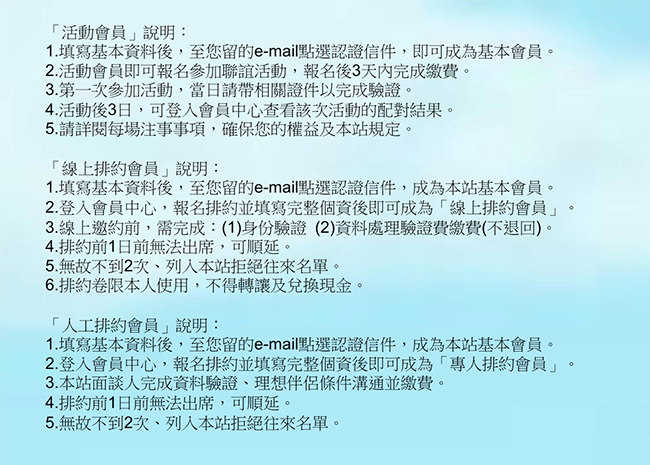 「活動會員」說明：
1.填寫基本資料後，至您留的e-mail點選認證信件，即可成為基本會員。
2.活動會員即可報名參加聯誼活動，報名後3天內完成繳費。
3.第一次參加活動，當日請帶相關證件以完成驗證。
4.活動後3日，可登入會員中心查看該次活動的配對結果。
5.請詳閱每場注事事項，確保您的權益及本站規定。
「線上排約會員」說明：
1.填寫基本資料後，至您留的e-mail點選認證信件，成為本站基本會員。
2.登入會員中心，報名排約並填寫完整個資後即可成為「線上排約會員」。
3.線上邀約前，需完成：(1)身份驗證 (2)資料處理驗證費繳費(不退回)。
4.排約前1日前無法出席，可順延。
5.無故不到2次、列入本站拒絕往來名單。
6.排約卷限本人使用，不得轉讓及兌換現金。
「人工排約會員」說明：
1.填寫基本資料後，至您留的e-mail點選認證信件，成為本站基本會員。
2.登入會員中心，報名排約並填寫完整個資後即可成為「專人排約會員」。
3.本站面談人完成資料驗證、理想伴侶條件溝通並繳費。
4.排約前1日前無法出席，可順延。
5.無故不到2次、列入本站拒絕往來名單。